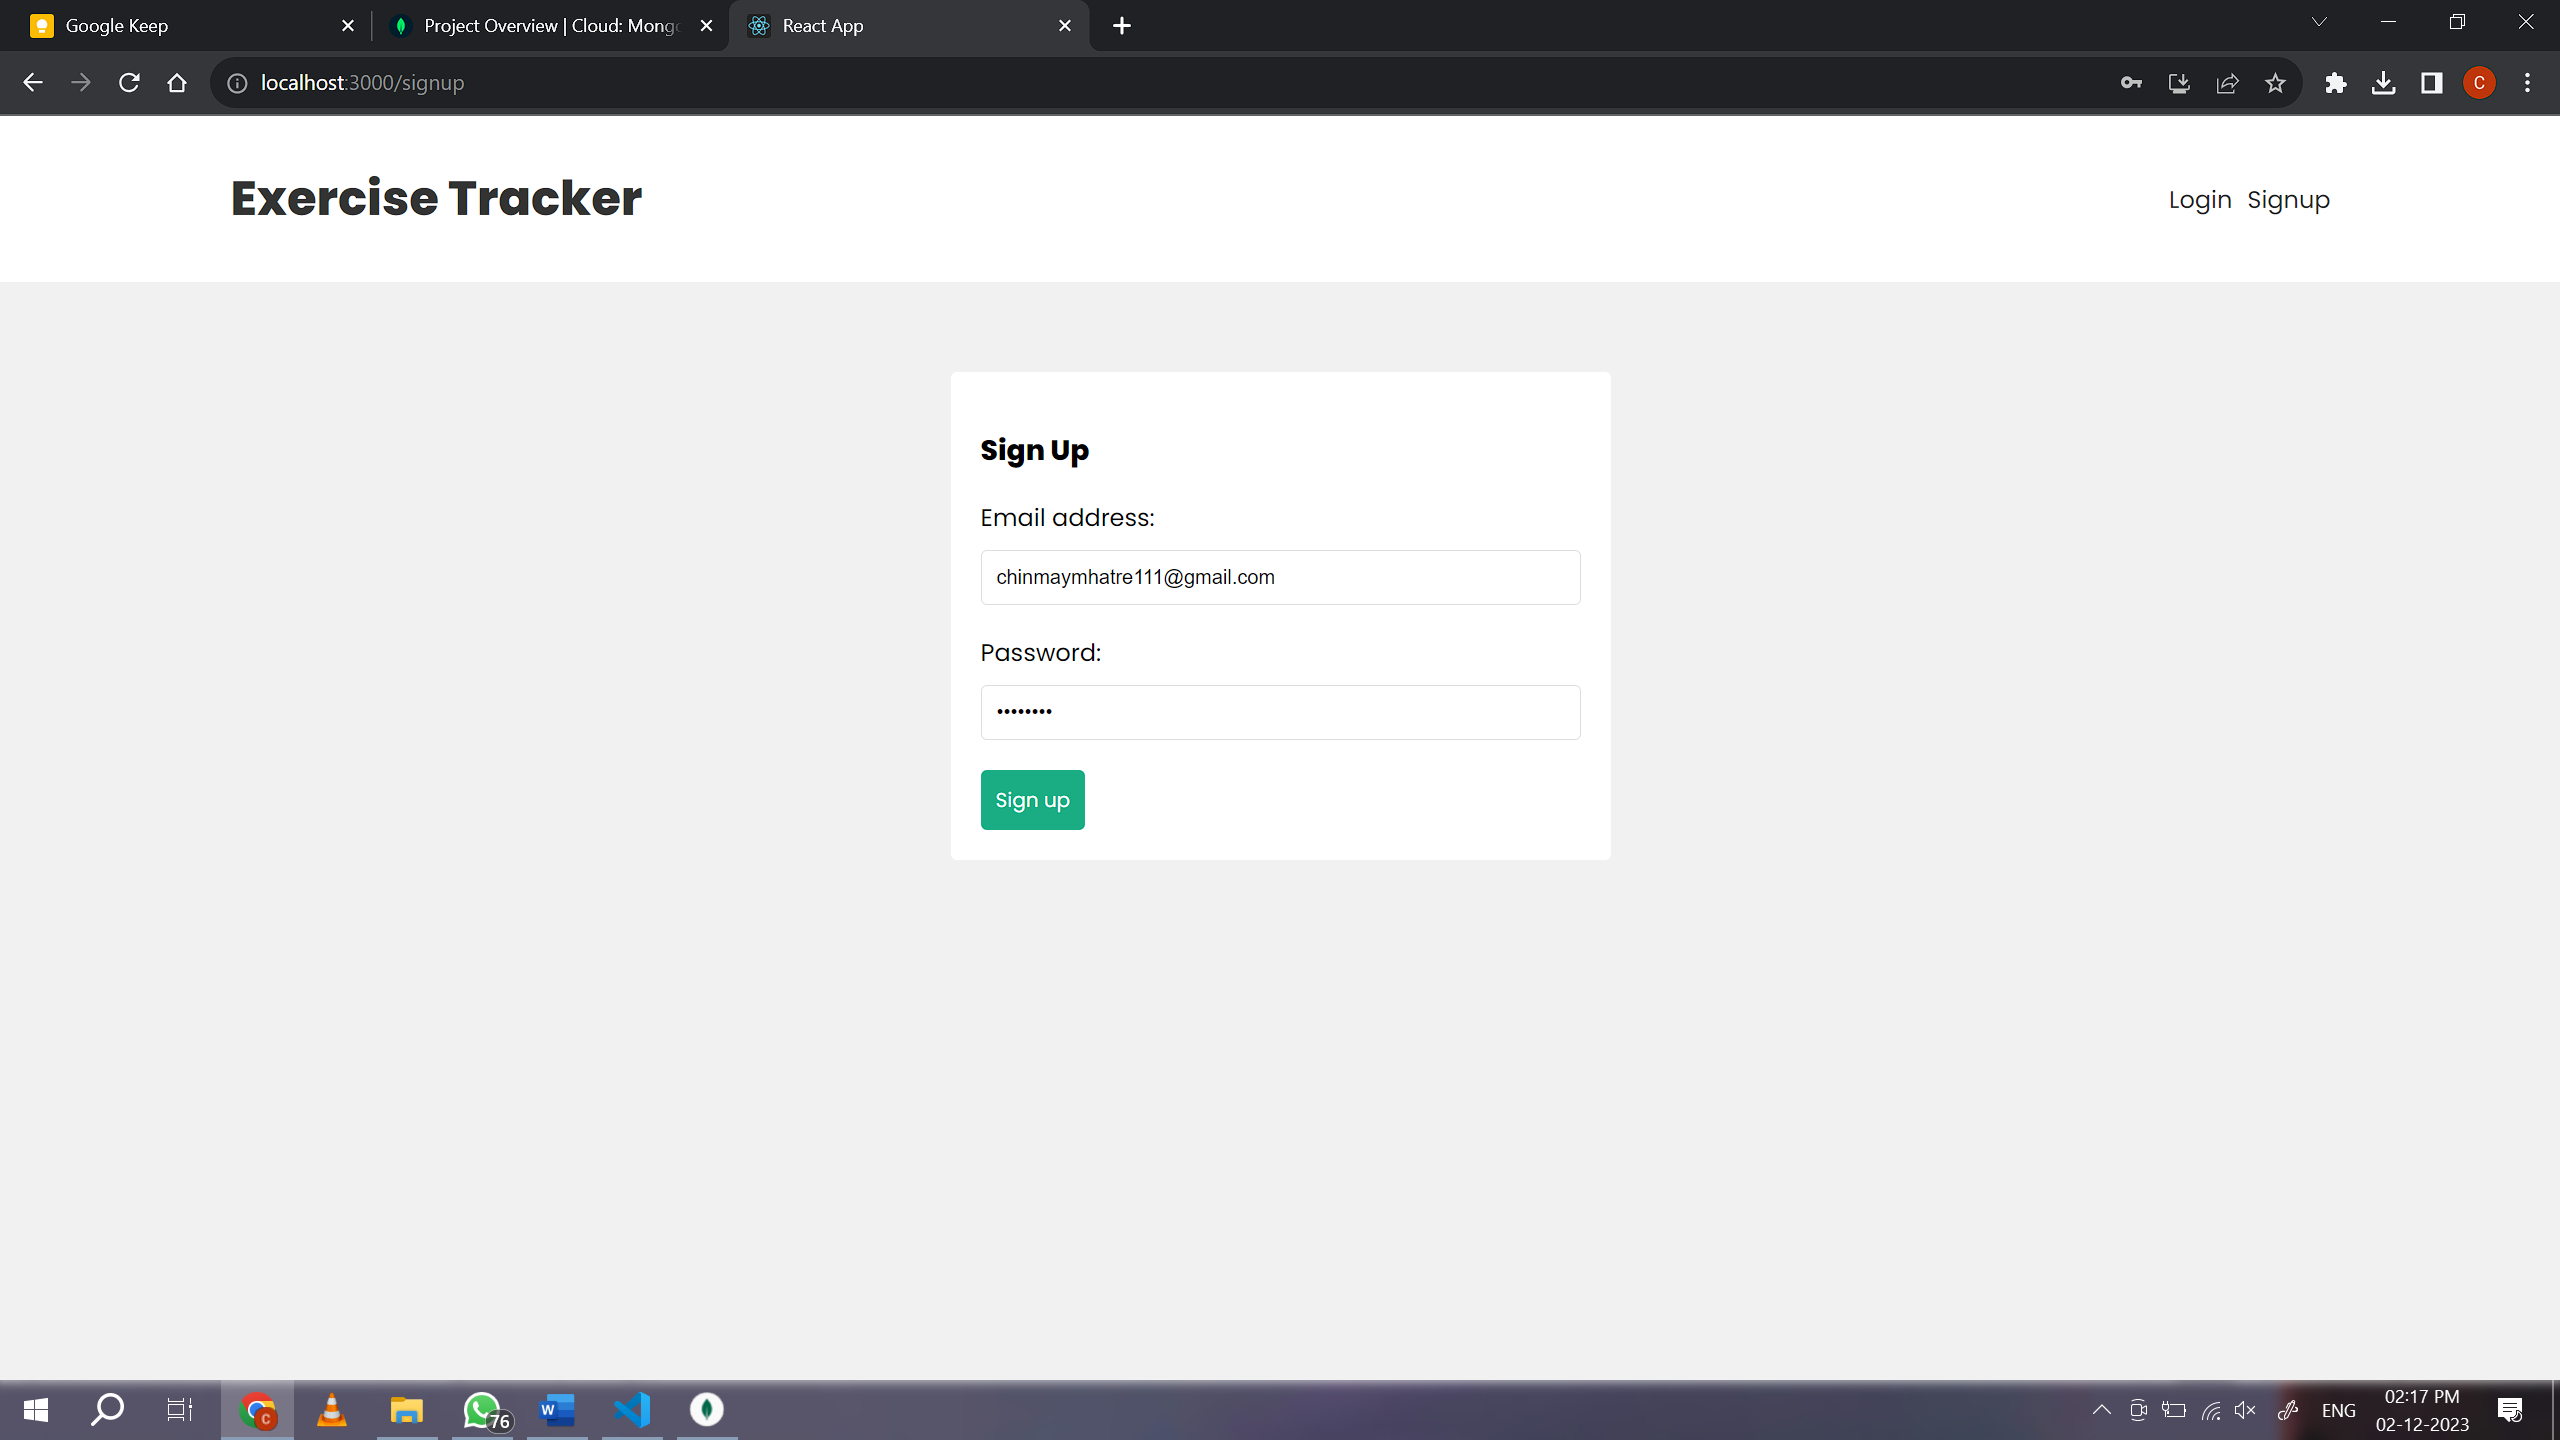 Google Keep
Project Overview | Cloud: Mongo
React App
localhost:3000/signup
C
Exercise Tracker
Login Signup
Sign Up
Email address:
chinmaymhatre111@gmail.com
Password:
••••••••
Sign up
C
76
W
ENG
02:17 PM
02-12-2023